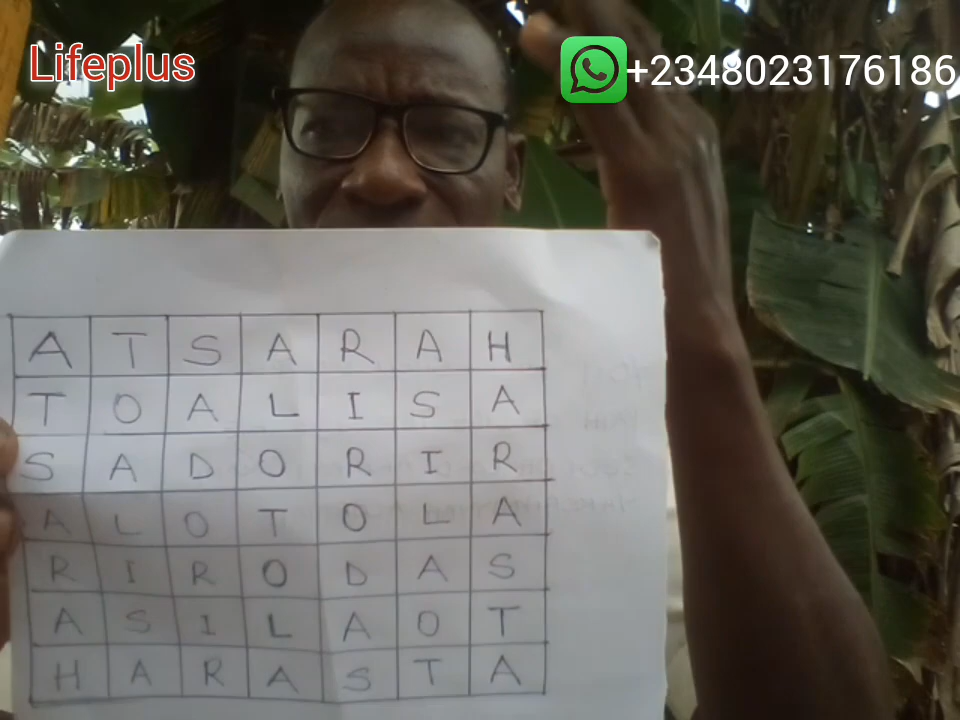 Lifeplus
+2348023176186
A T S A R A H
T O A L I S A
S A D O R I R
A L O T O L A
R I R O D A S
A S I L A O T
H A R A S T A